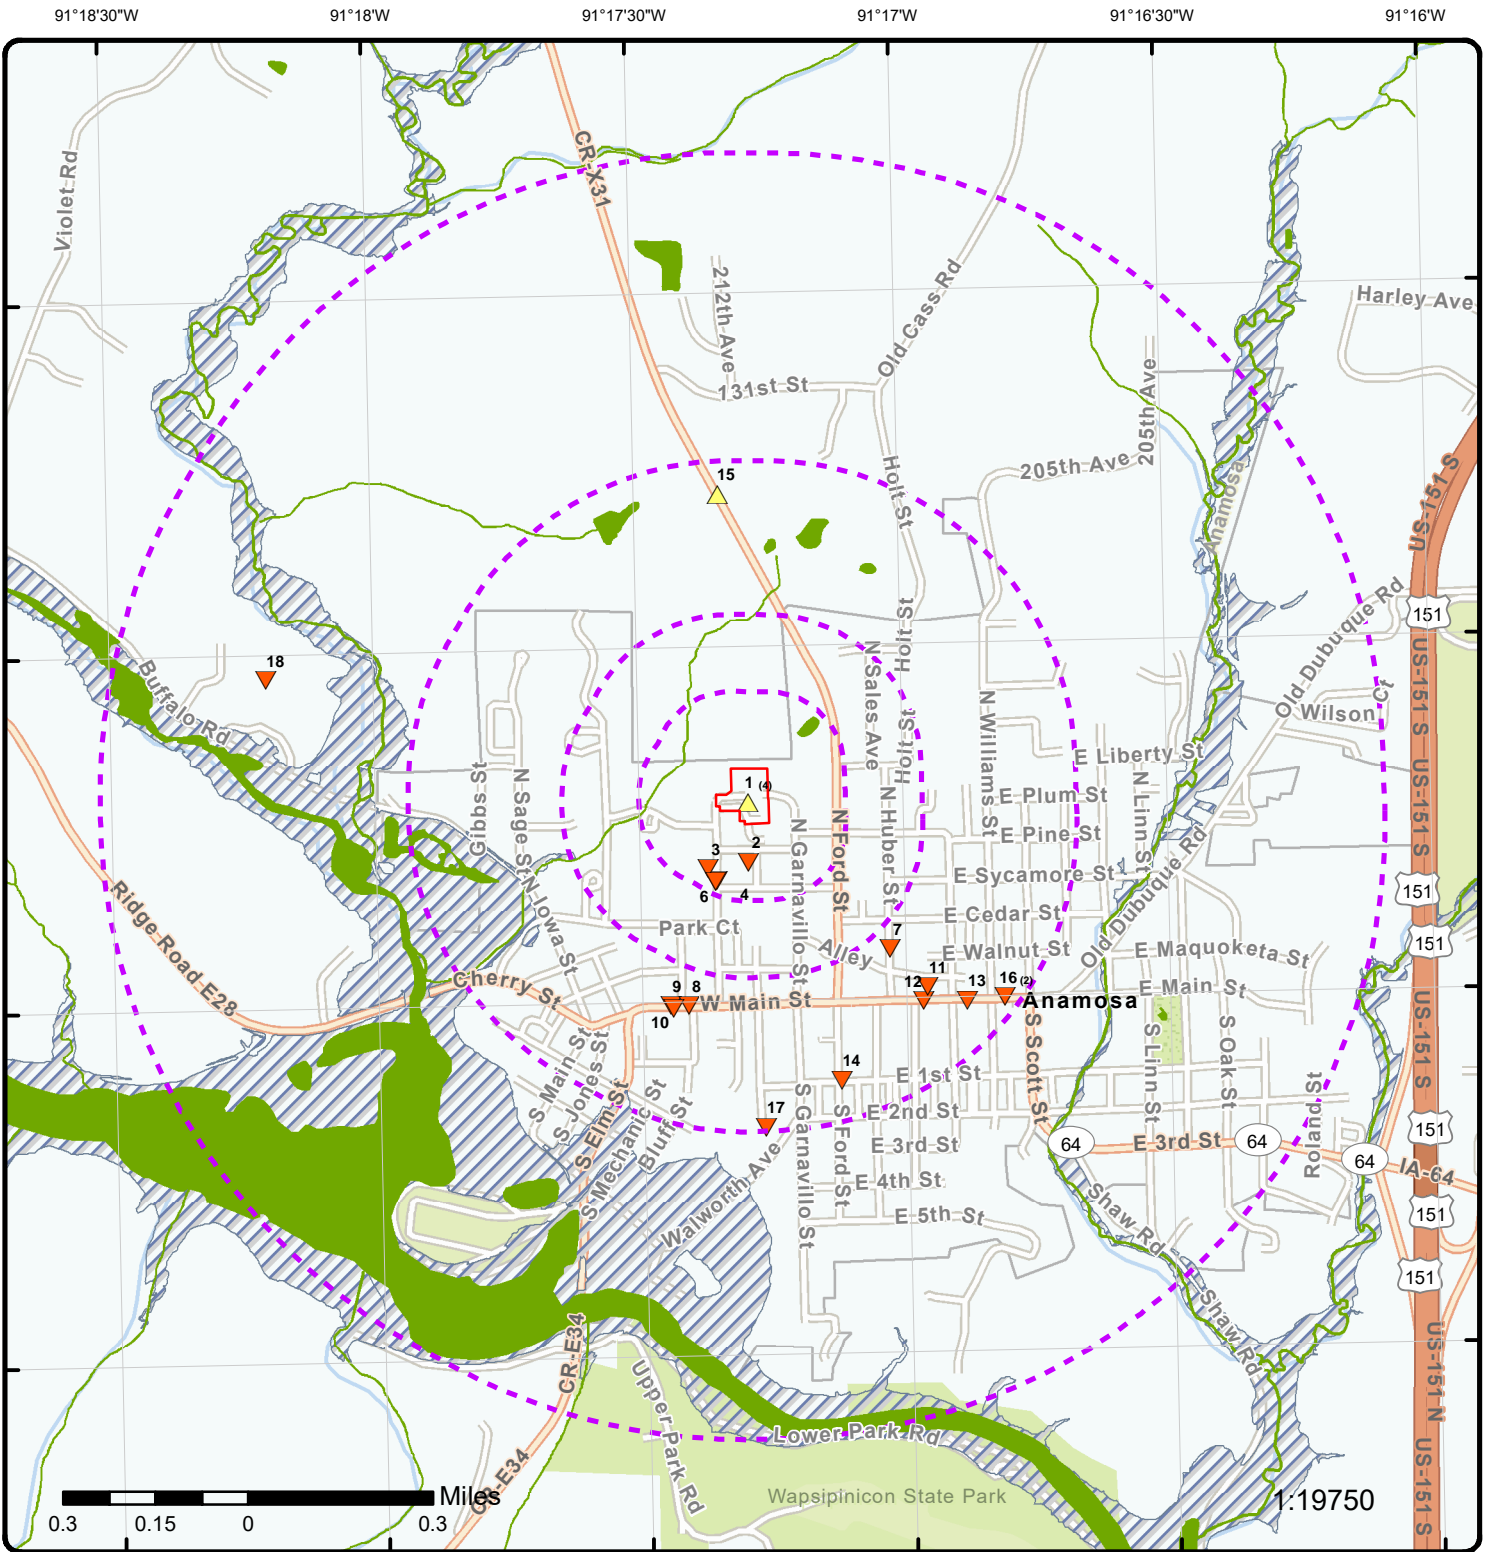 91°18'30"W
91°18'W
91°17'30"W
91°17'W
91°16'30"W
91°16'W
Violet Rd
CR-X31
212th Ave
Old Cass Rd
131st St
Harley Ave
205th Ave
205th Ave
Holt St
Anamosa
US-151 S
15
151
Old Dubuque Rd
Holt St
N Sales Ave
18
Buffalo Rd
N Williams St
Wilson Ct
US-151 S
Holt St
E Liberty St
Gibbs St
N Sage St
1 (4)
E Plum St
N Linn St
US-151 S
N Huber St
N Ford St
N Garnavillo St
E Pine St
Old Dubuque Rd
3
2
6
4
E Sycamore St
151
Ridge Road E28
N Iowa St
Park Ct
E Cedar St
Alley
7
E Walnut St
E Maquoketa St
151
Cherry St
9
8
10
W Main St
11
12
13
16 (2)
Anamosa
E Main St
US-151 S
S Main St
S Jones St
S Elm St
S Mechanic St
Bluff St
14
E 1st St
S Scott St
S Linn St
S Oak St
Roland St
17
S Garnavillo St
S Ford St
E 2nd St
E 3rd St
64
E 3rd St
64
64
151
IA-64
E 4th St
Walworth Ave
E 5th St
Shaw Rd
151
151
Shaw Rd
CR-E34
Upper Park Rd
Lower Park Rd
US-151 N
CR-E34
Wapsipinicon State Park
US-151 S
Miles
0.3
0.15
0
0.3
1:19750